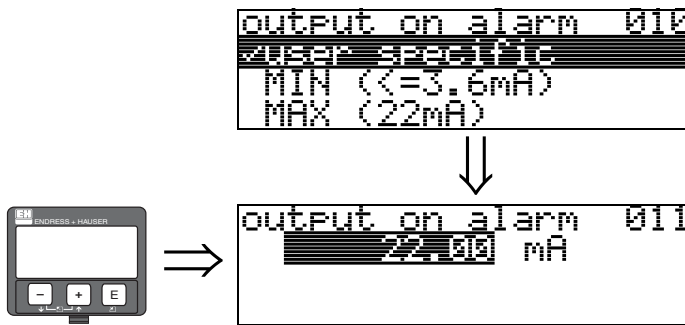 output on alarm 010
✓user specific
MIN (<=3.6mA)
MAX (22mA)
EH
ENDRESS + HAUSER
- + E
output on alarm 011
22.00 mA